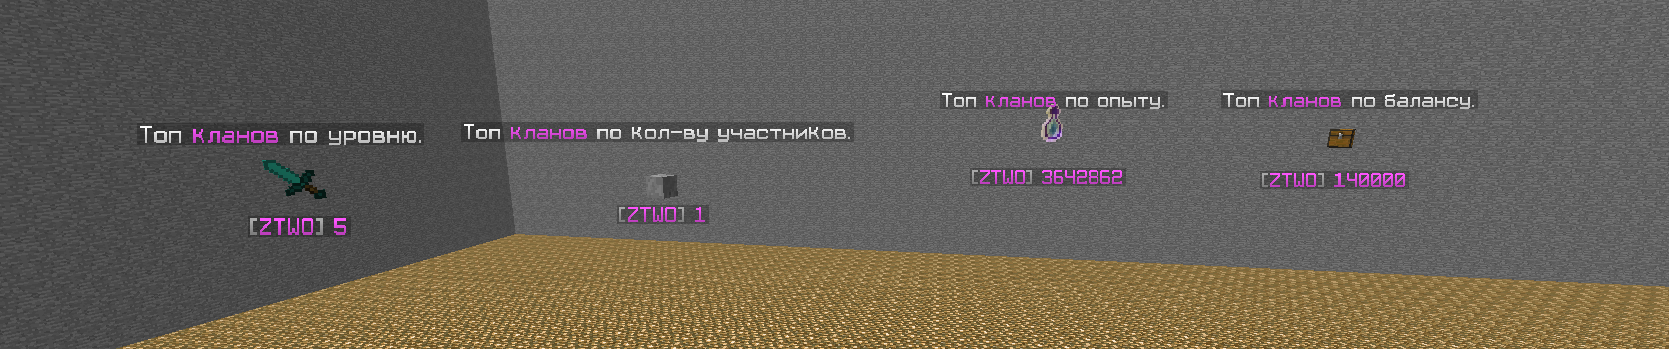 Топ Кланов по уровню.
[ZTWO] 5
Топ Кланов по Кол-ву участниКов.
[ZTWO] 1
Топ Кланов по опыту.
[ZTWO] 3642862
Топ Кланов по балансу.
[ZTWO] 140000